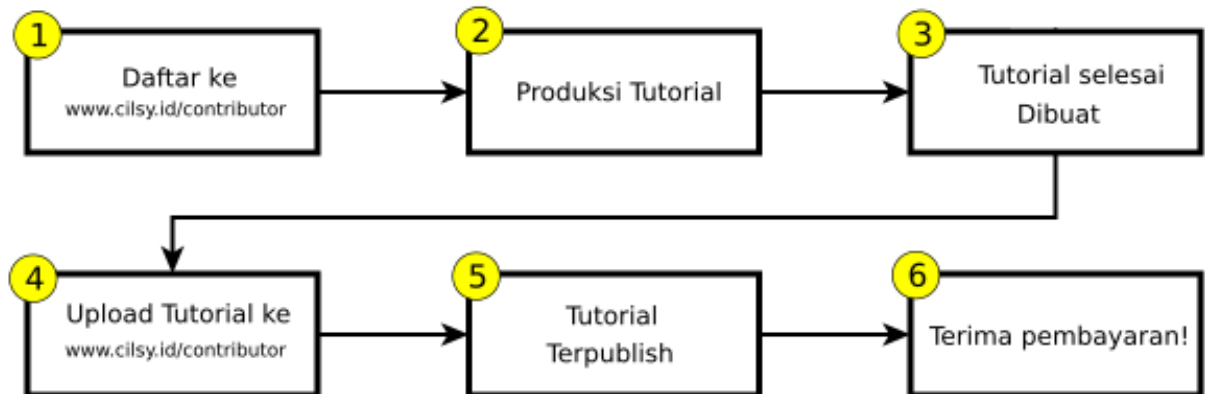 1
Daftar ke
www.cilsy.id/contributor
2
Produksi Tutorial
3
Tutorial selesai
Dibuat
4
Upload Tutorial ke
www.cilsy.id/contributor
5
Tutorial
Terpublish
6
Terima pembayaran!